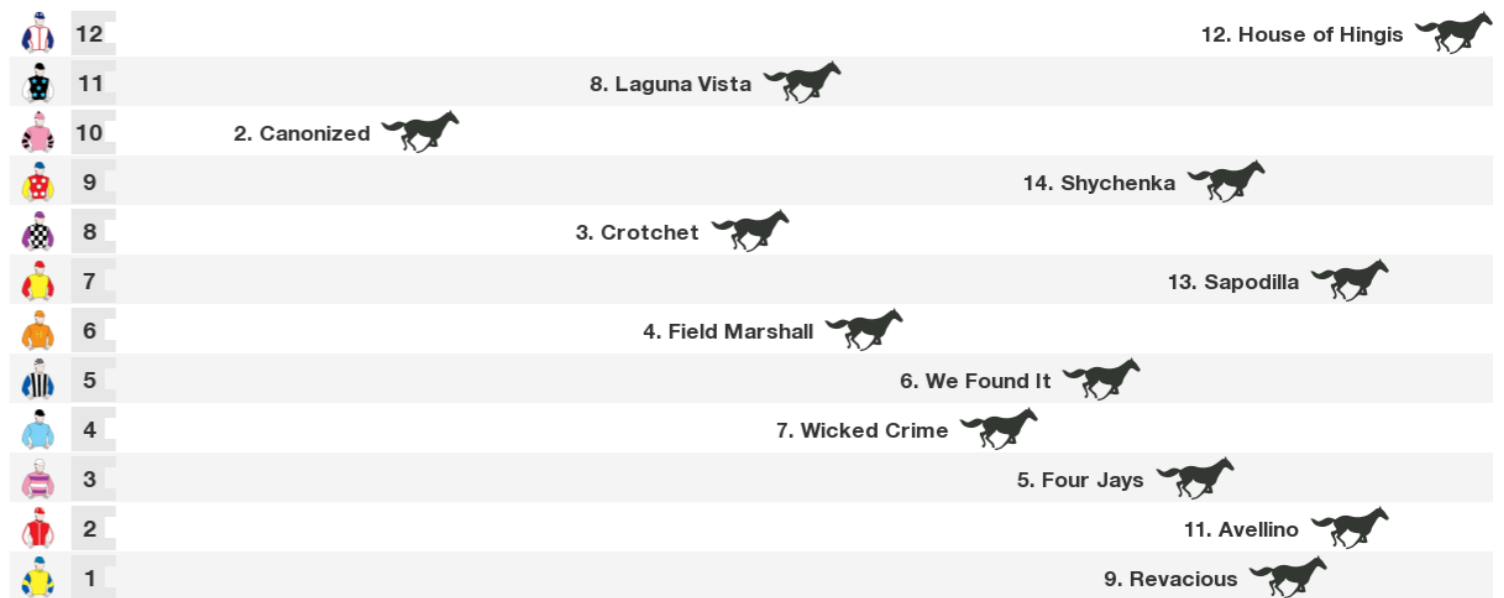 12 12. House of Hingis
11 8. Laguna Vista
10 2. Canonized
9 14. Shychenka
8 3. Crotchet
7 13. Sapodilla
6 4. Field Marshall
5 6. We Found It
4 7. Wicked Crime
3 5. Four Jays
2 11. Avellino
1 9. Revacious